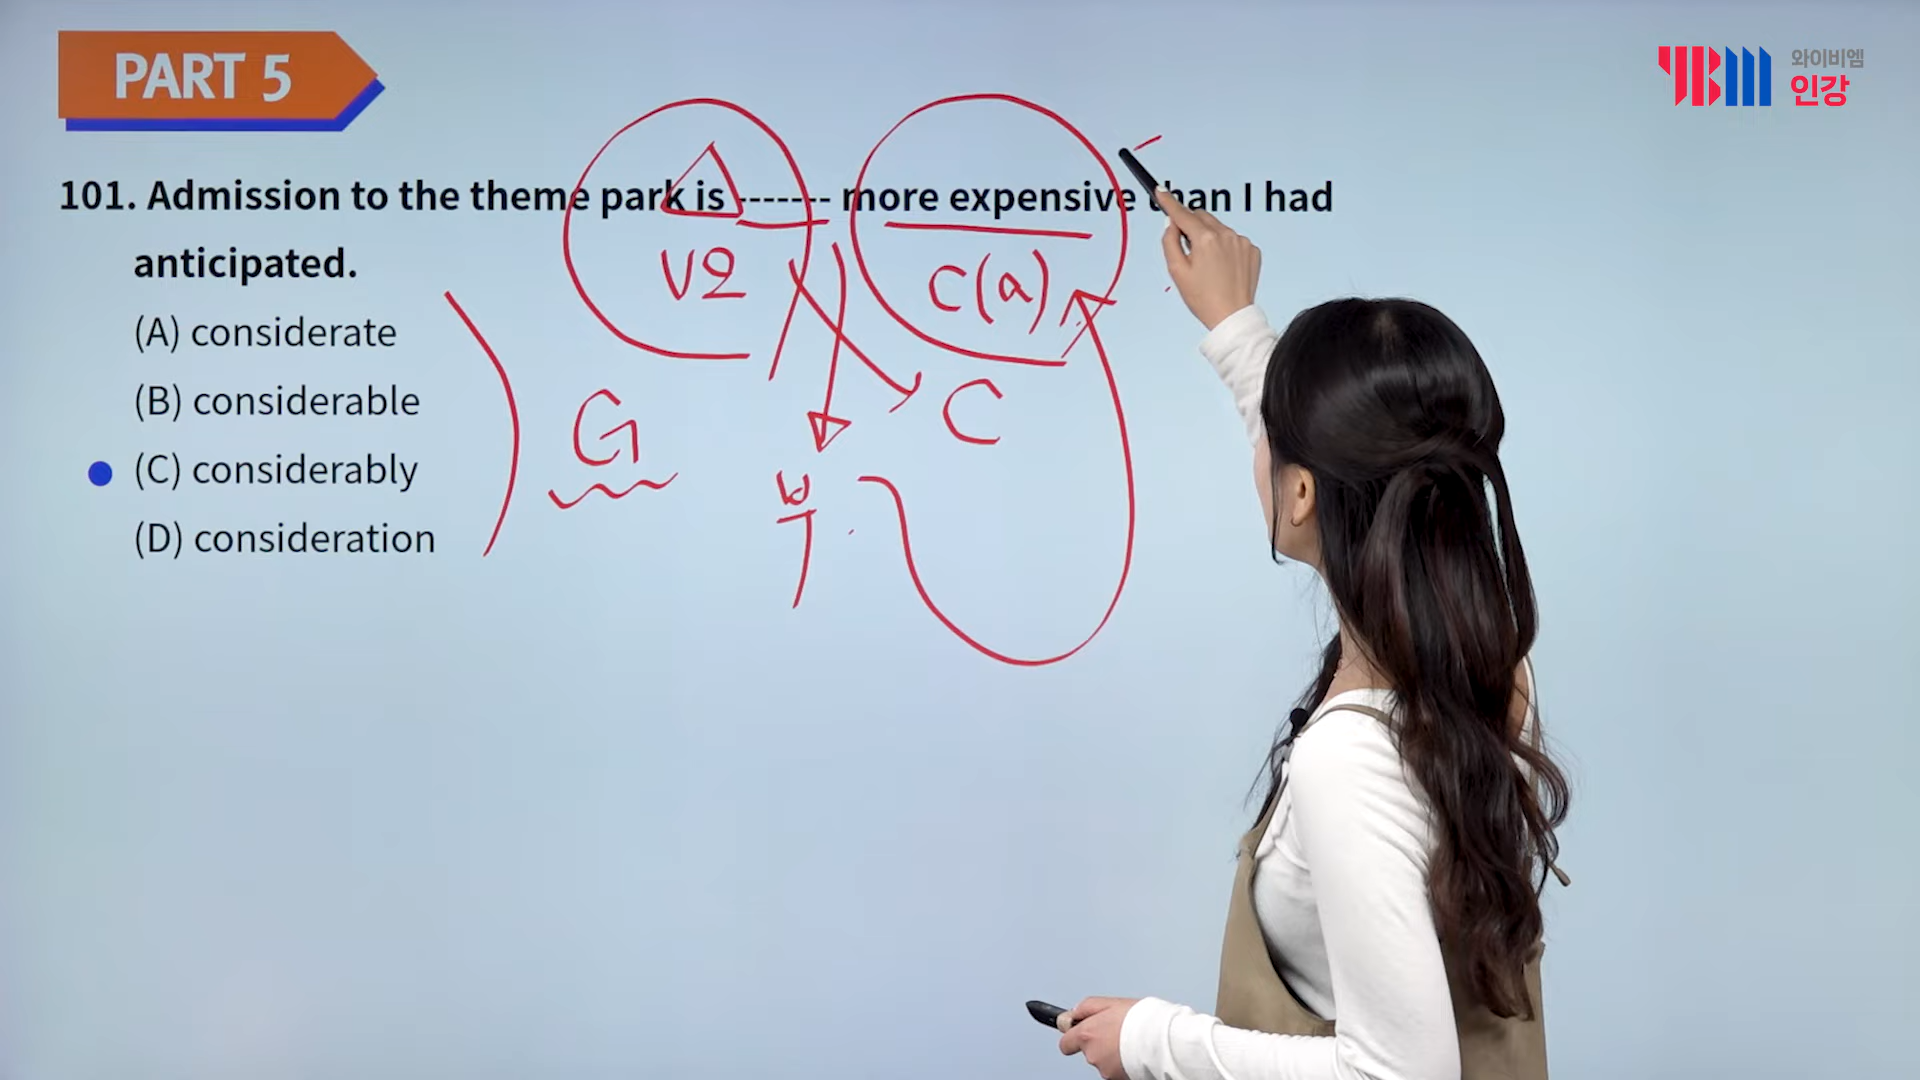 PART 5
와이비엠
YBM 인강
101. Admission to the theme park is ------- more expensive than I had
anticipated.
(A) considerate
(B) considerable
(C) considerably
(D) consideration
V2
C(a)
G
C
부